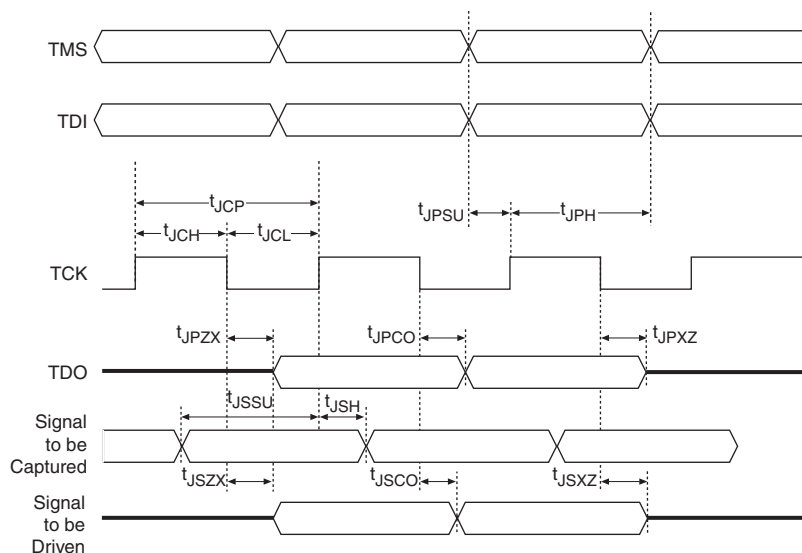 TMS
TDI
tJCP
tJPSU
tJPH
tJCH
tJCL
TCK
tJPZX
tJPCO
tJPXZ
TDO
tJSSU
tJSH
Signal
to be
Captured
tJSZX
tJSCO
tJSXZ
Signal
to be
Driven